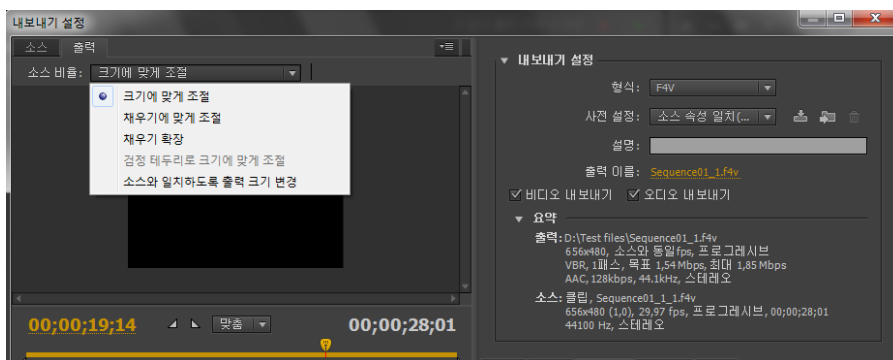 내보내기 설정
소스 출력
소스 비율: 크기에 맞게 조절
크기에 맞게 조절
채우기에 맞게 조절
채우기 확장
검정 테두리로 크기에 맞게 조절
소스와 일치하도록 출력 크기 변경
00;00;19;14 맞춤 00;00;28;01
내보내기 설정
형식: F4V
사전 설정: 소스 속성 일치(...
설명:
출력 이름: Sequence01_1.f4v
비디오 내보내기 오디오 내보내기
요약
출력: D:\Test files\Sequence01_1.f4v
656x480, 소스와 동일 fps, 프로그레시브
VBR, 1패스, 목표 1,54 Mbps, 최대 1,85 Mbps
AAC, 128kbps, 44.1kHz, 스테레오
소스: 클립, Sequence01_1_1.f4v
656x480 (1,0), 29,97 fps, 프로그레시브, 00;00;28;01
44100 Hz, 스테레오